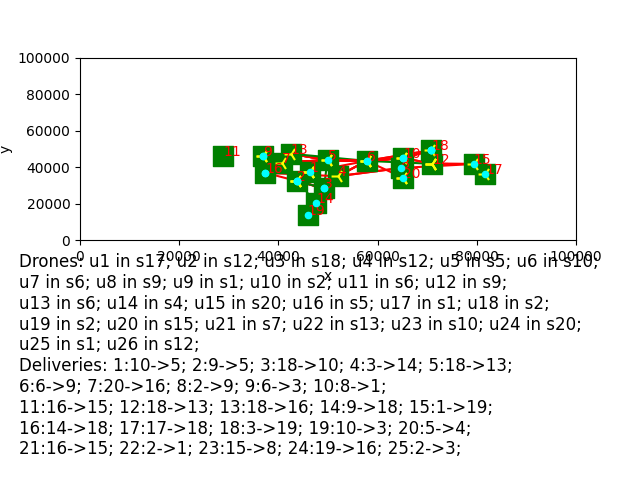 100000
80000
60000
40000
20000
0
y
0 20000 40000 60000 80000 100000
x
11
Drones: u1 in s17; u2 in s12; u3 in s18; u4 in s12; u5 in s5; u6 in s10;
u7 in s6; u8 in s9; u9 in s1; u10 in s2; u11 in s6; u12 in s9;
u13 in s6; u14 in s4; u15 in s20; u16 in s5; u17 in s1; u18 in s2;
u19 in s2; u20 in s15; u21 in s7; u22 in s13; u23 in s10; u24 in s20;
u25 in s1; u26 in s12;
Deliveries: 1:10->5; 2:9->5; 3:18->10; 4:3->14; 5:18->13;
6:6->9; 7:20->16; 8:2->9; 9:6->3; 10:8->1;
11:16->15; 12:18->13; 13:18->16; 14:9->18; 15:1->19;
16:14->18; 17:17->18; 18:3->19; 19:10->3; 20:5->4;
21:16->15; 22:2->1; 23:15->8; 24:19->16; 25:2->3;